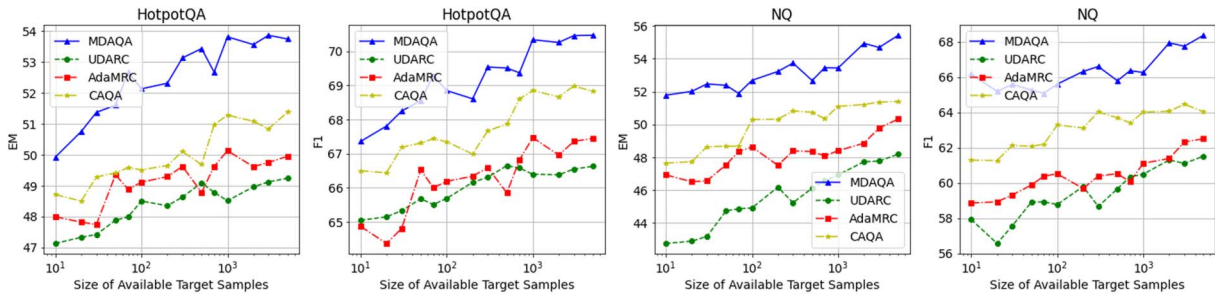 HotpotQA
EM
54
53
52
51
50
49
48
47
MDAQA
UDARC
AdaMRC
CAQA
10¹ 10² 10³
Size of Available Target Samples
HotpotQA
F1
70
69
68
67
66
65
MDAQA
UDARC
AdaMRC
CAQA
10¹ 10² 10³
Size of Available Target Samples
NQ
EM
56
54
52
50
48
46
44
MDAQA
UDARC
AdaMRC
CAQA
10¹ 10² 10³
Size of Available Target Samples
NQ
F1
68
66
64
62
60
58
56
MDAQA
UDARC
AdaMRC
CAQA
10¹ 10² 10³
Size of Available Target Samples